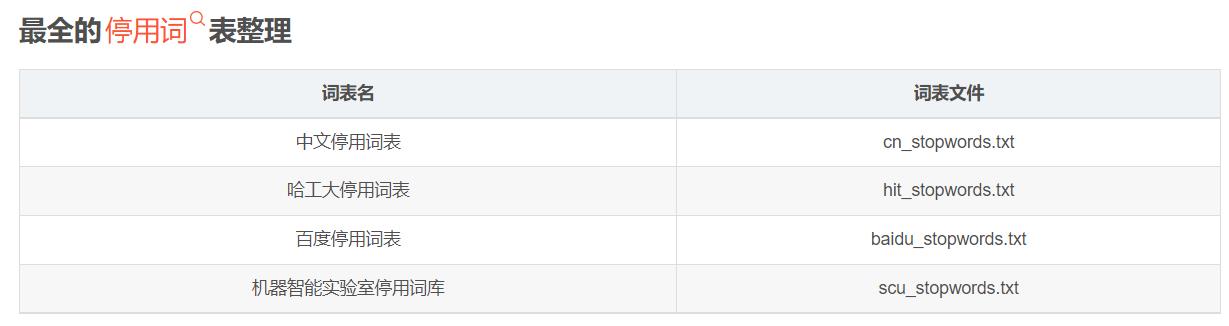 最全的停用词表整理
词表名 词表文件
中文停用词表 cn_stopwords.txt
哈工大停用词表 hit_stopwords.txt
百度停用词表 baidu_stopwords.txt
机器智能实验室停用词库 scu_stopwords.txt